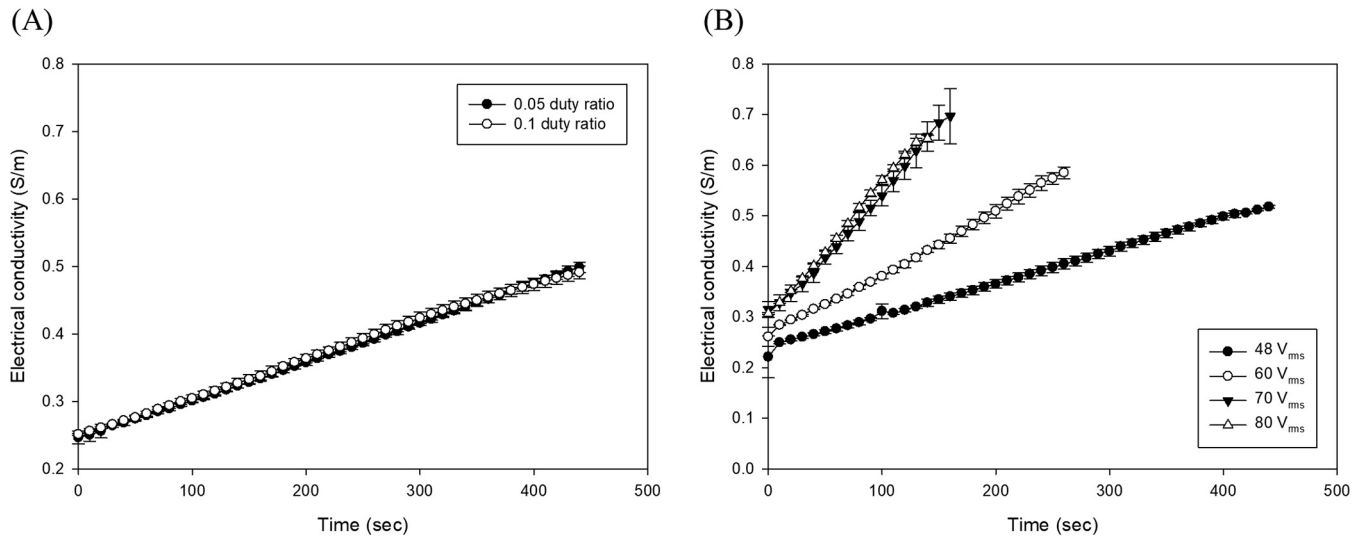 (A)
0.8
0.7
0.6
0.5
0.4
0.3
0.2
Electrical conductivity (S/m)
0.05 duty ratio
0.1 duty ratio
0
100
200
300
400
500
Time (sec)
(B)
0.8
0.7
0.6
0.5
0.4
0.3
0.2
0.1
0.0
Electrical conductivity (S/m)
48 Vrms
60 Vrms
70 Vrms
80 Vrms
0
100
200
300
400
500
Time (sec)